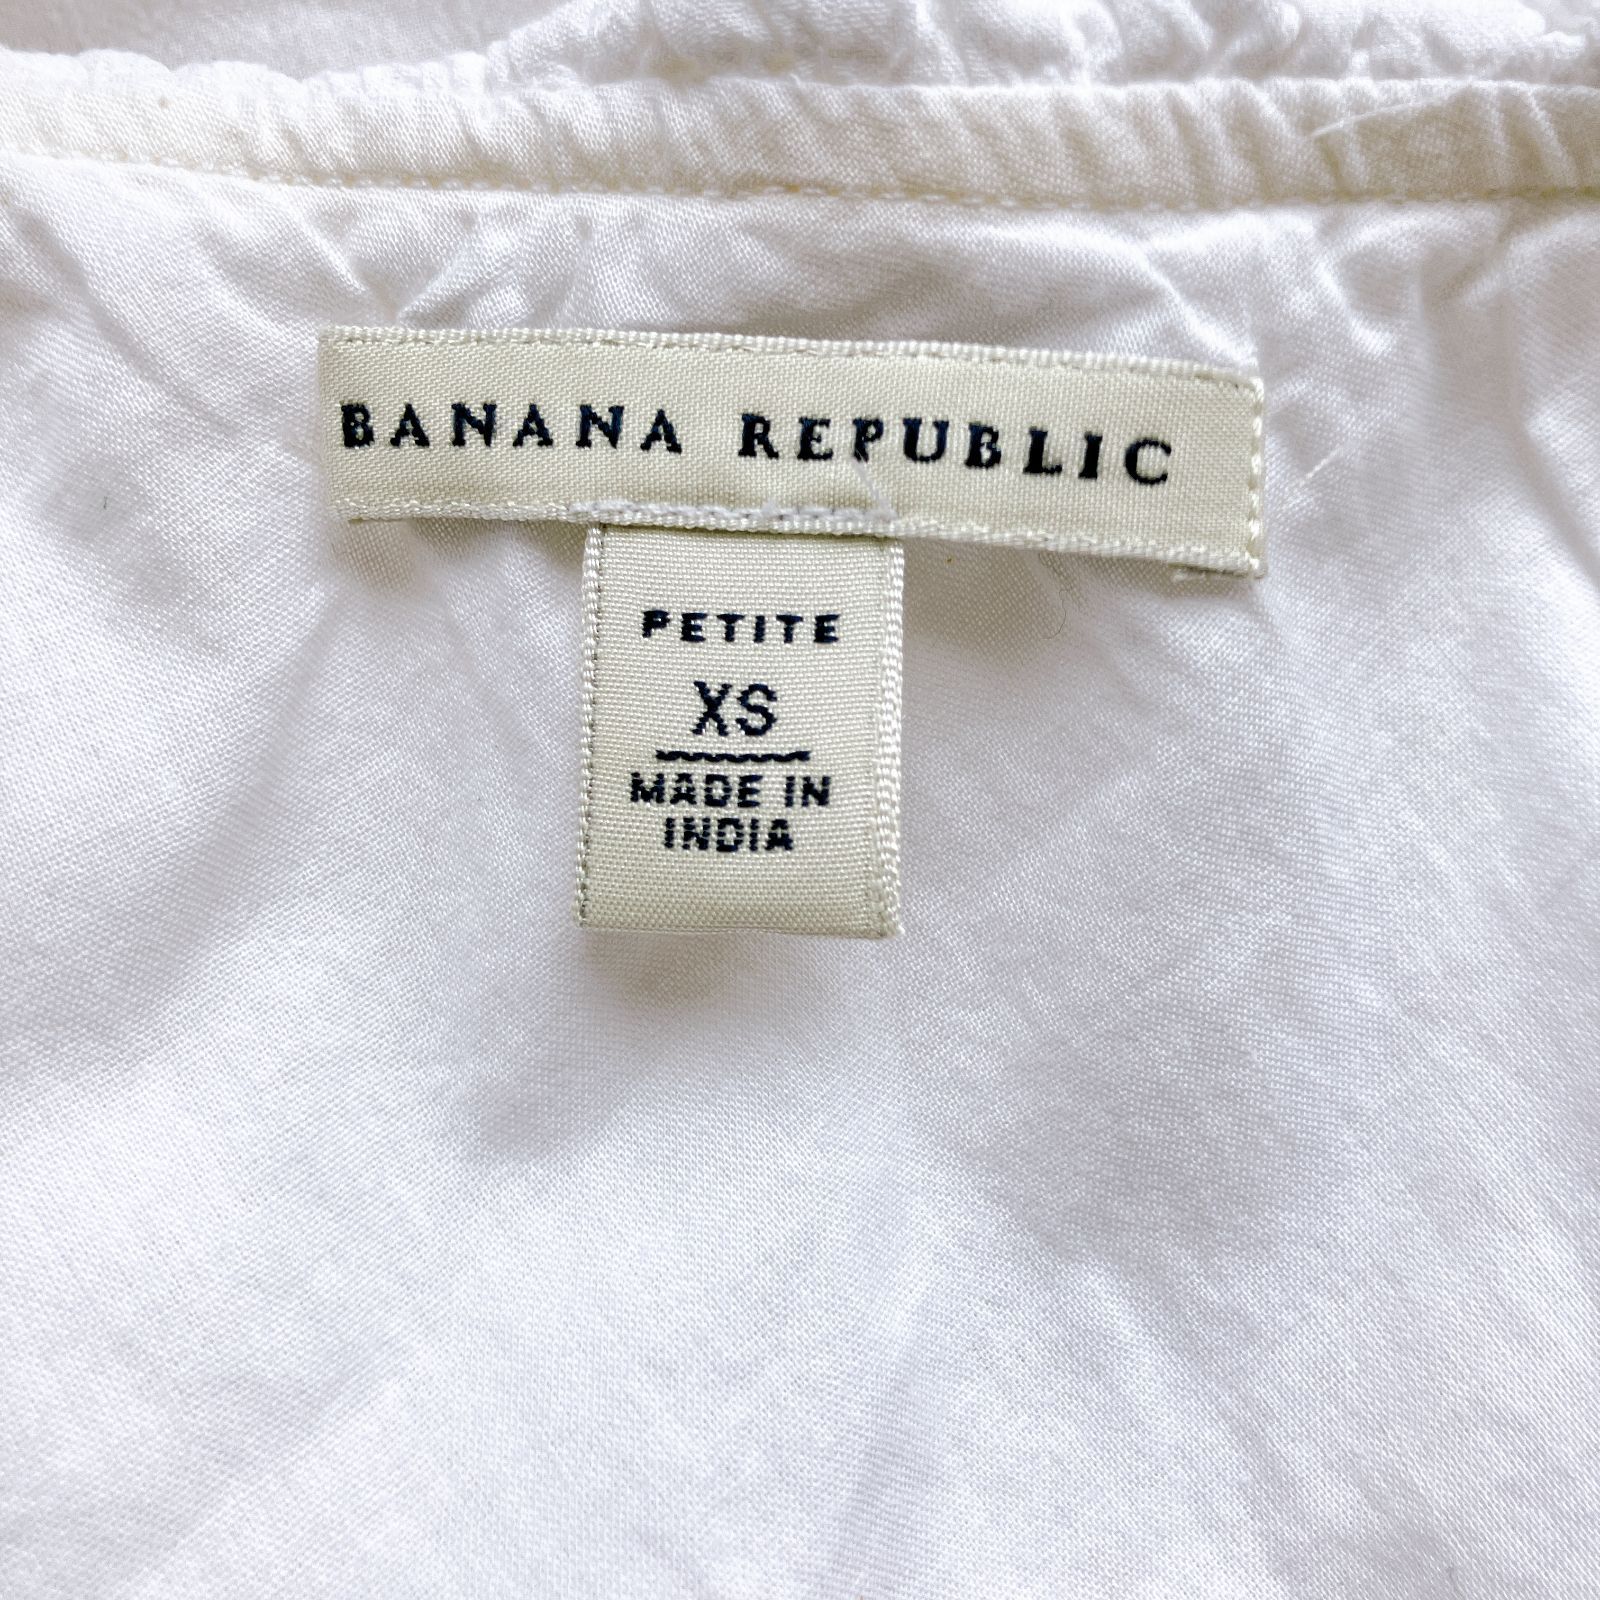 BANANA REPUBLIC
PETITE
XS
MADE IN
INDIA